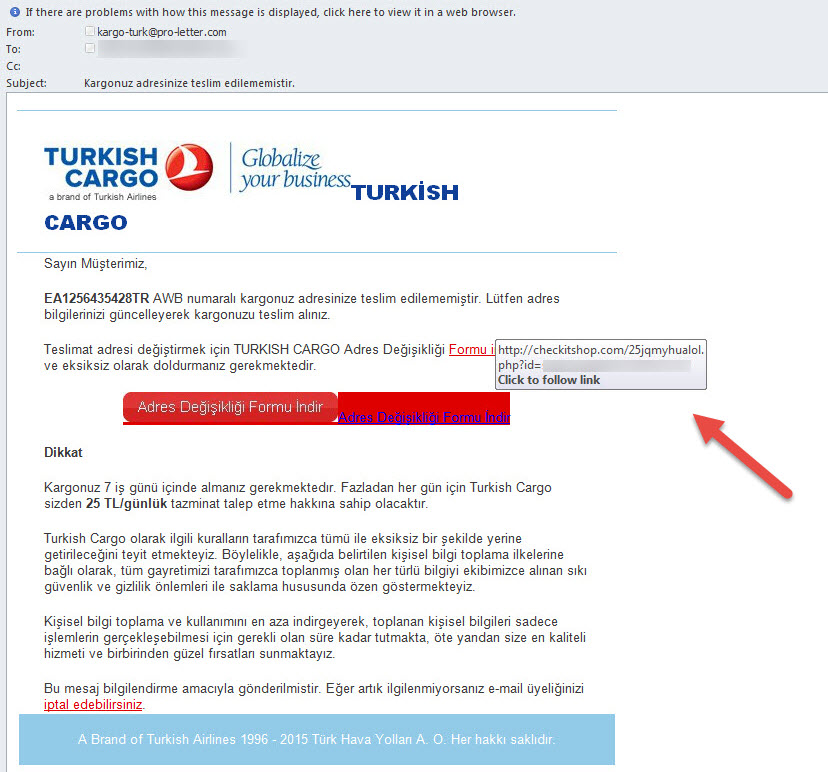 If there are problems with how this message is displayed, click here to view it in a web browser.
From: kargo-turk@pro-letter.com
To:
Cc:
Subject: Kargonuz adresinize teslim edilememistir.
TURKISH CARGO
a brand of Turkish Airlines
Globalize your business
TURKİSH
CARGO
Sayın Müşterimiz,
EA1256435428TR AWB numaralı kargonuz adresinize teslim edilememiştir. Lütfen adres
bilgilerinizi güncelleyerek kargonuzu teslim alınız.
Teslimat adresi değiştirmek için TURKISH CARGO Adres Değişikliği Formu i
http://checkitshop.com/25jqmyhualol.
php?id=
Click to follow link
ve eksiksiz olarak doldurmanız gerekmektedir.
Adres Değişikliği Formu İndir
Adres Değişikliği Formu İndir
Dikkat
Kargonuz 7 iş günü içinde almanız gerekmektedir. Fazladan her gün için Turkish Cargo
sizden 25 TL/günlük tazminat talep etme hakkına sahip olacaktır.
Turkish Cargo olarak ilgili kuralların tarafımızca tümü ile eksiksiz bir şekilde yerine
getirileceğini teyit etmekteyiz. Böylelikle, aşağıda belirtilen kişisel bilgi toplama ilkelerine
bağlı olarak, tüm gayretimizi tarafımızca toplanmış olan her türlü bilgiyi ekibimizce alınan sıkı
güvenlik ve gizlilik önlemleri ile saklama hususunda özen göstermekteyiz.
Kişisel bilgi toplama ve kullanımını en aza indirgeyerek, toplanan kişisel bilgileri sadece
işlemlerin gerçekleşebilmesi için gerekli olan süre kadar tutmakta, öte yandan size en kaliteli
hizmeti ve birbirinden güzel fırsatları sunmaktayız.
Bu mesaj bilgilendirme amacıyla gönderilmistir. Eğer artık ilgilenmiyorsanız e-mail üyeliğinizi
iptal edebilirsiniz.
A Brand of Turkish Airlines 1996 - 2015 Türk Hava Yolları A. O. Her hakkı saklıdır.